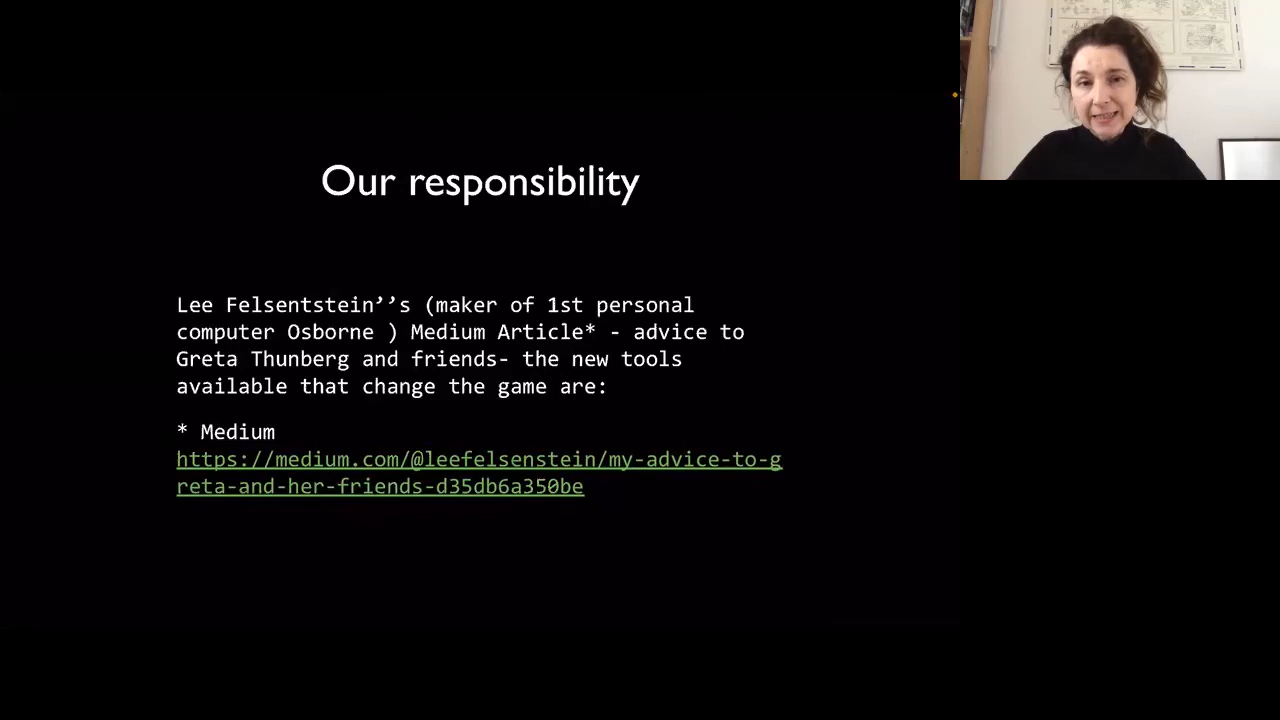 Our responsibility
Lee Felsentstein’’s (maker of 1st personal
computer Osborne ) Medium Article* - advice to
Greta Thunberg and friends- the new tools
available that change the game are:
* Medium
https://medium.com/@leefelsenstein/my-advice-to-g
reta-and-her-friends-d35db6a350be